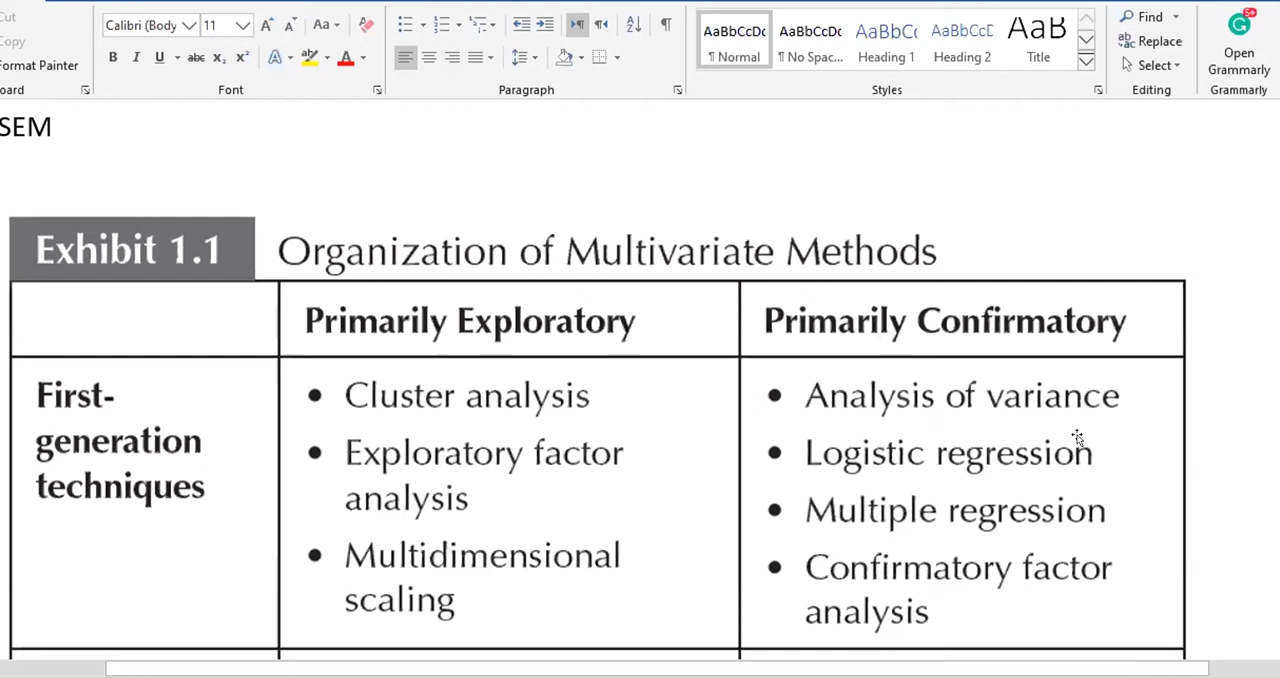 Cut
Calibri (Body 11 Aa Find
Copy
AaBbCcDc AaBbCcDc AaBbCc AaBbCcD AaB
Replace Open
Format Painter B I U abc x₂ x² A ab A ¶ Normal ¶ No Spac... Heading 1 Heading 2 Title Select Grammarly
oard Font Paragraph Styles Editing Grammarly
SEM
Exhibit 1.1 Organization of Multivariate Methods
Primarily Exploratory Primarily Confirmatory
First-
generation
techniques
• Cluster analysis
• Exploratory factor
analysis
• Multidimensional
scaling
• Analysis of variance
• Logistic regression
• Multiple regression
• Confirmatory factor
analysis